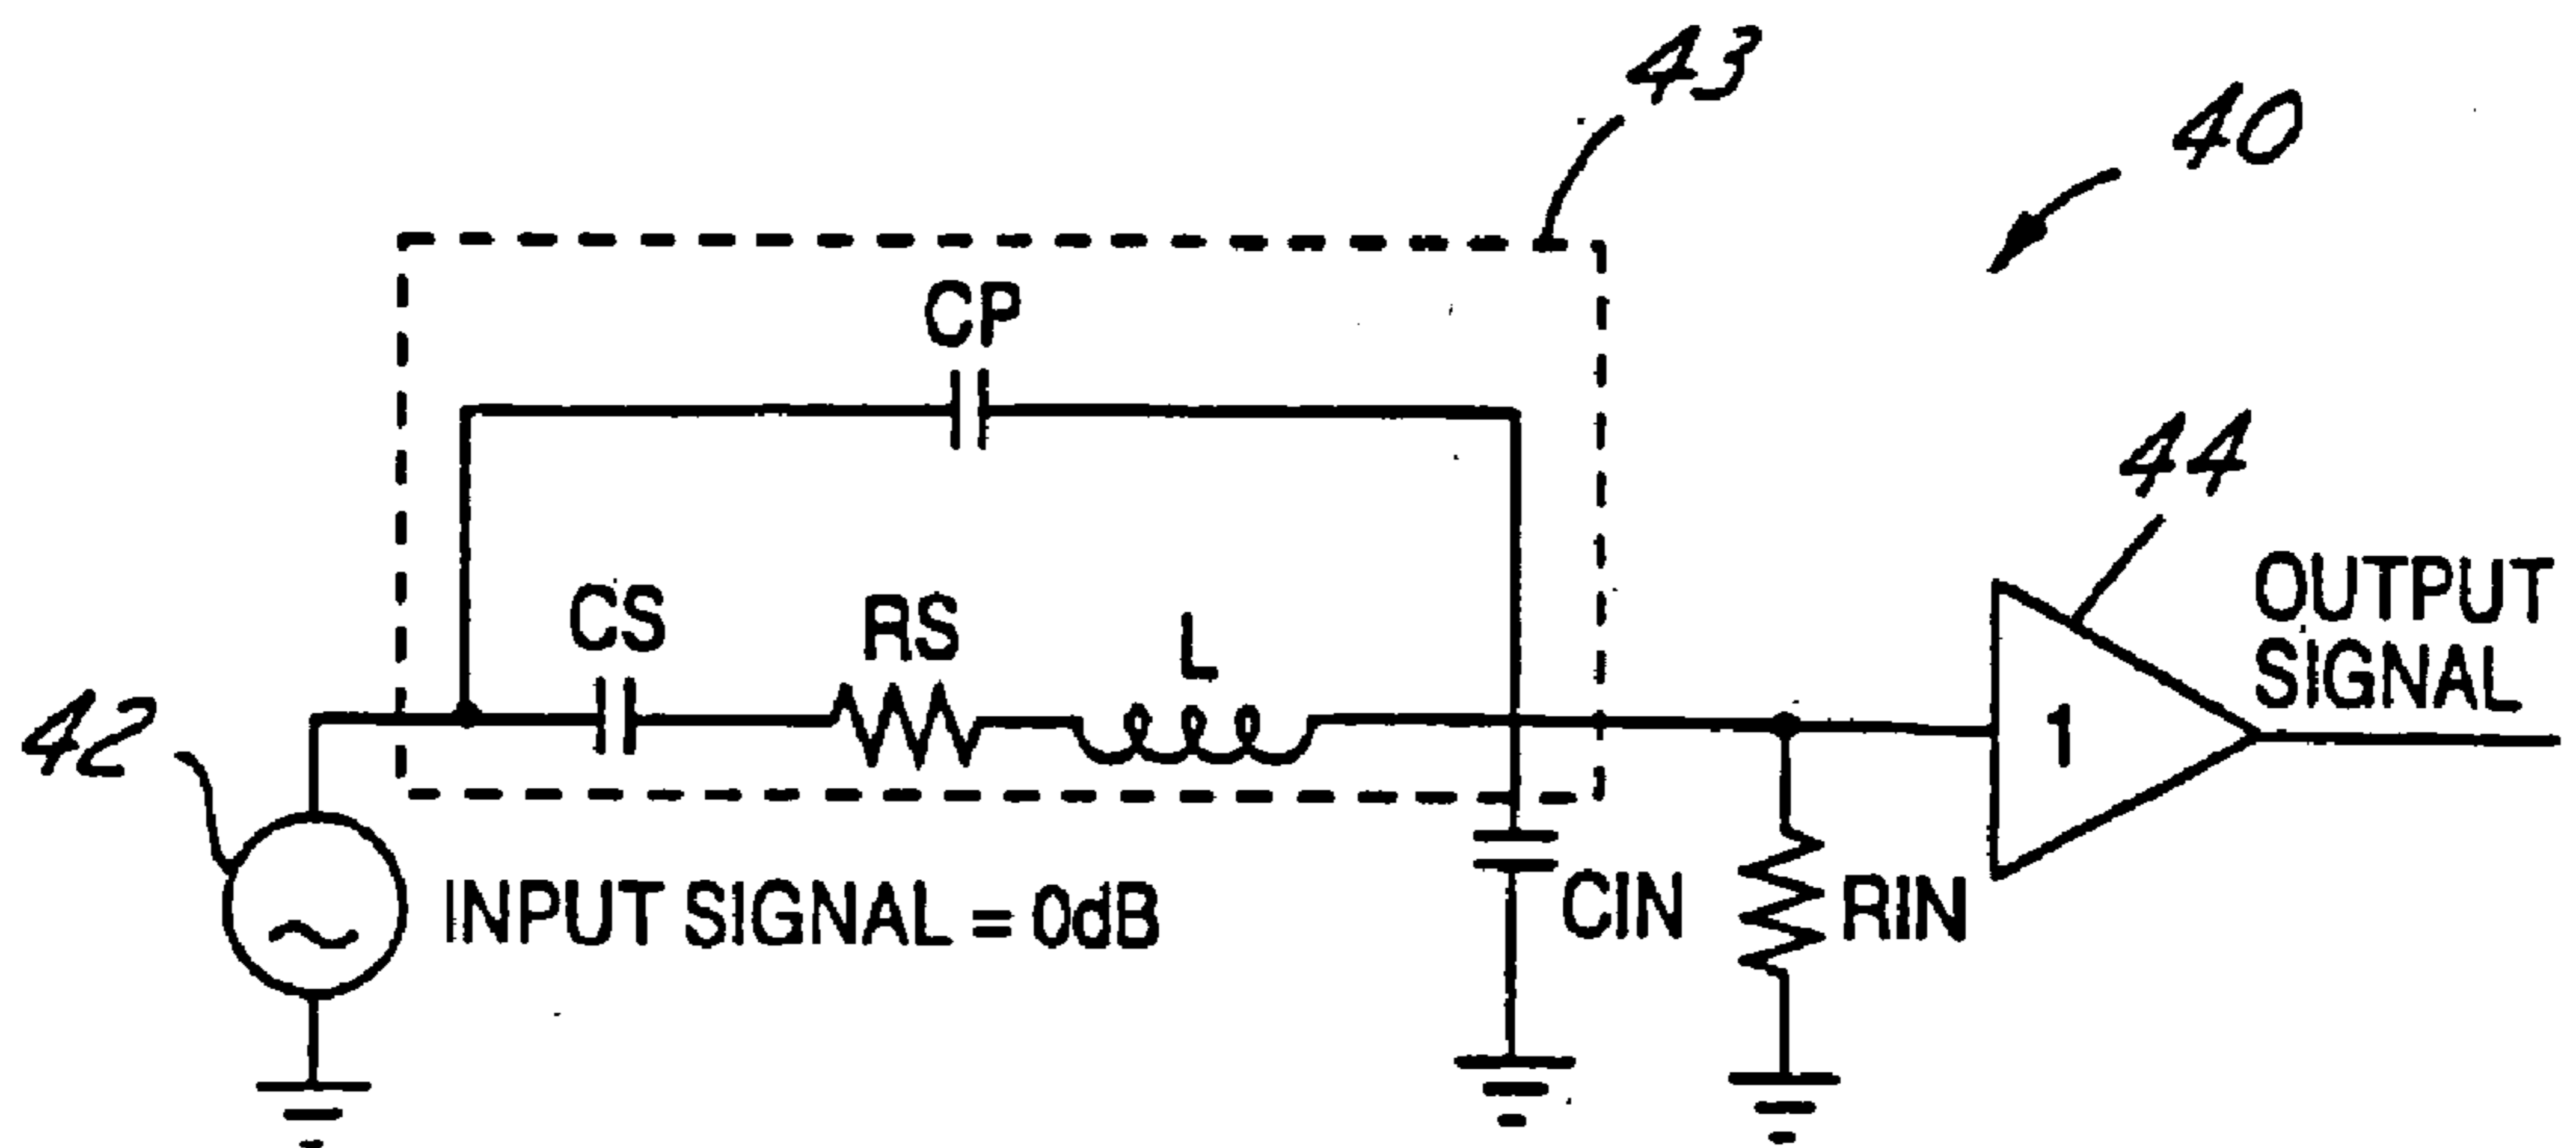 43
40
CP
44
CS
RS
L
OUTPUT
SIGNAL
1
42
INPUT SIGNAL = 0dB
CIN
RIN